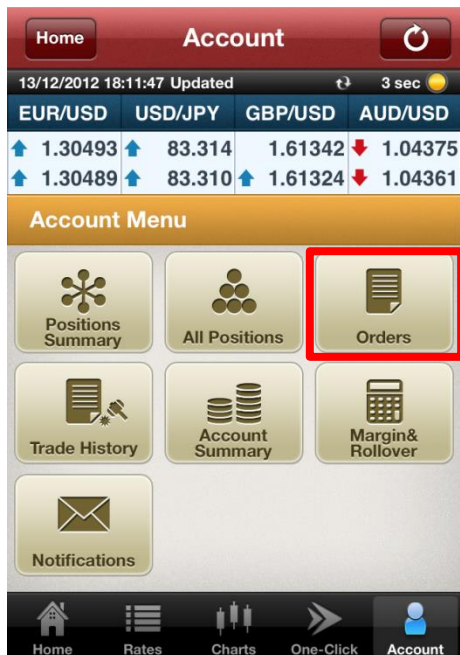 Home Account
13/12/2012 18:11:47 Updated 3 sec
EUR/USD USD/JPY GBP/USD AUD/USD
1.30493 83.314 1.61342 1.04375
1.30489 83.310 1.61324 1.04361
Account Menu
Positions
Summary
All Positions
Orders
Trade History
Account
Summary
Margin&
Rollover
Notifications
Home Rates Charts One-Click Account